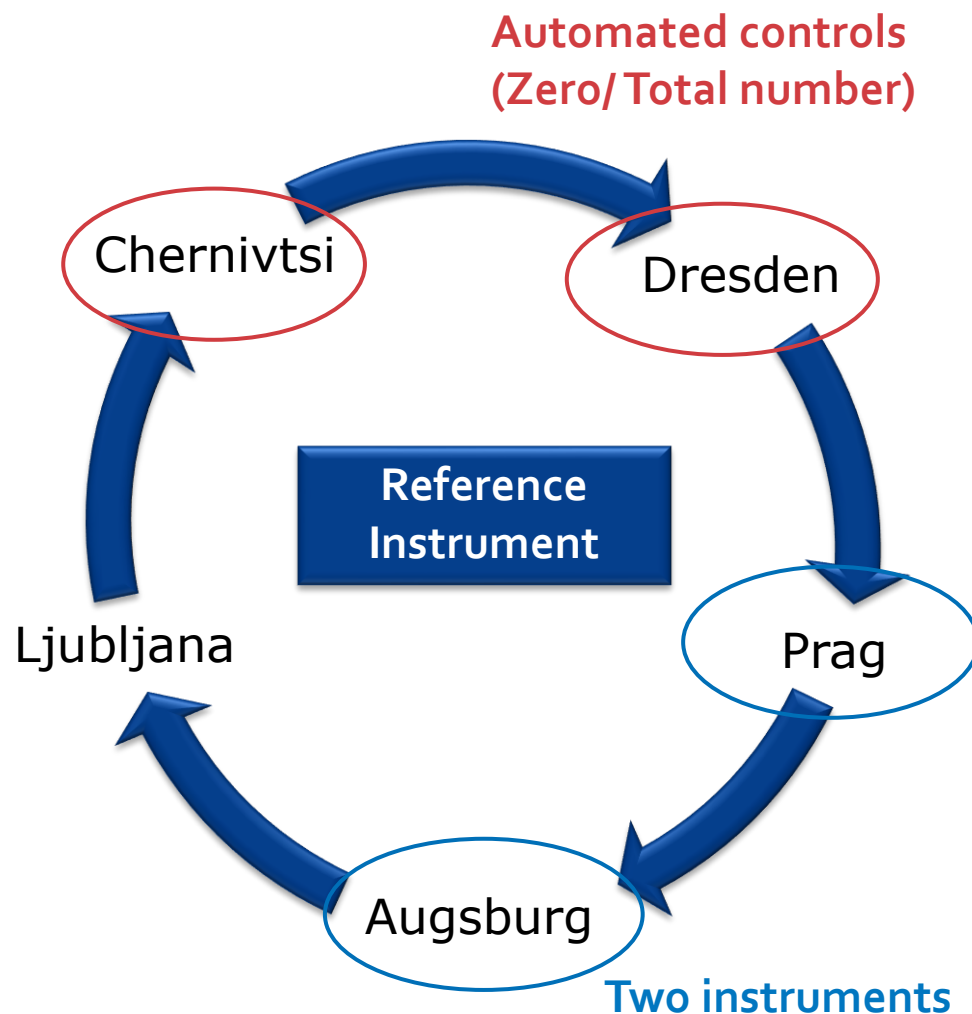 Automated controls
(Zero/ Total number)
Chernivtsi
Dresden
Reference
Instrument
Ljubljana
Prag
Augsburg
Two instruments